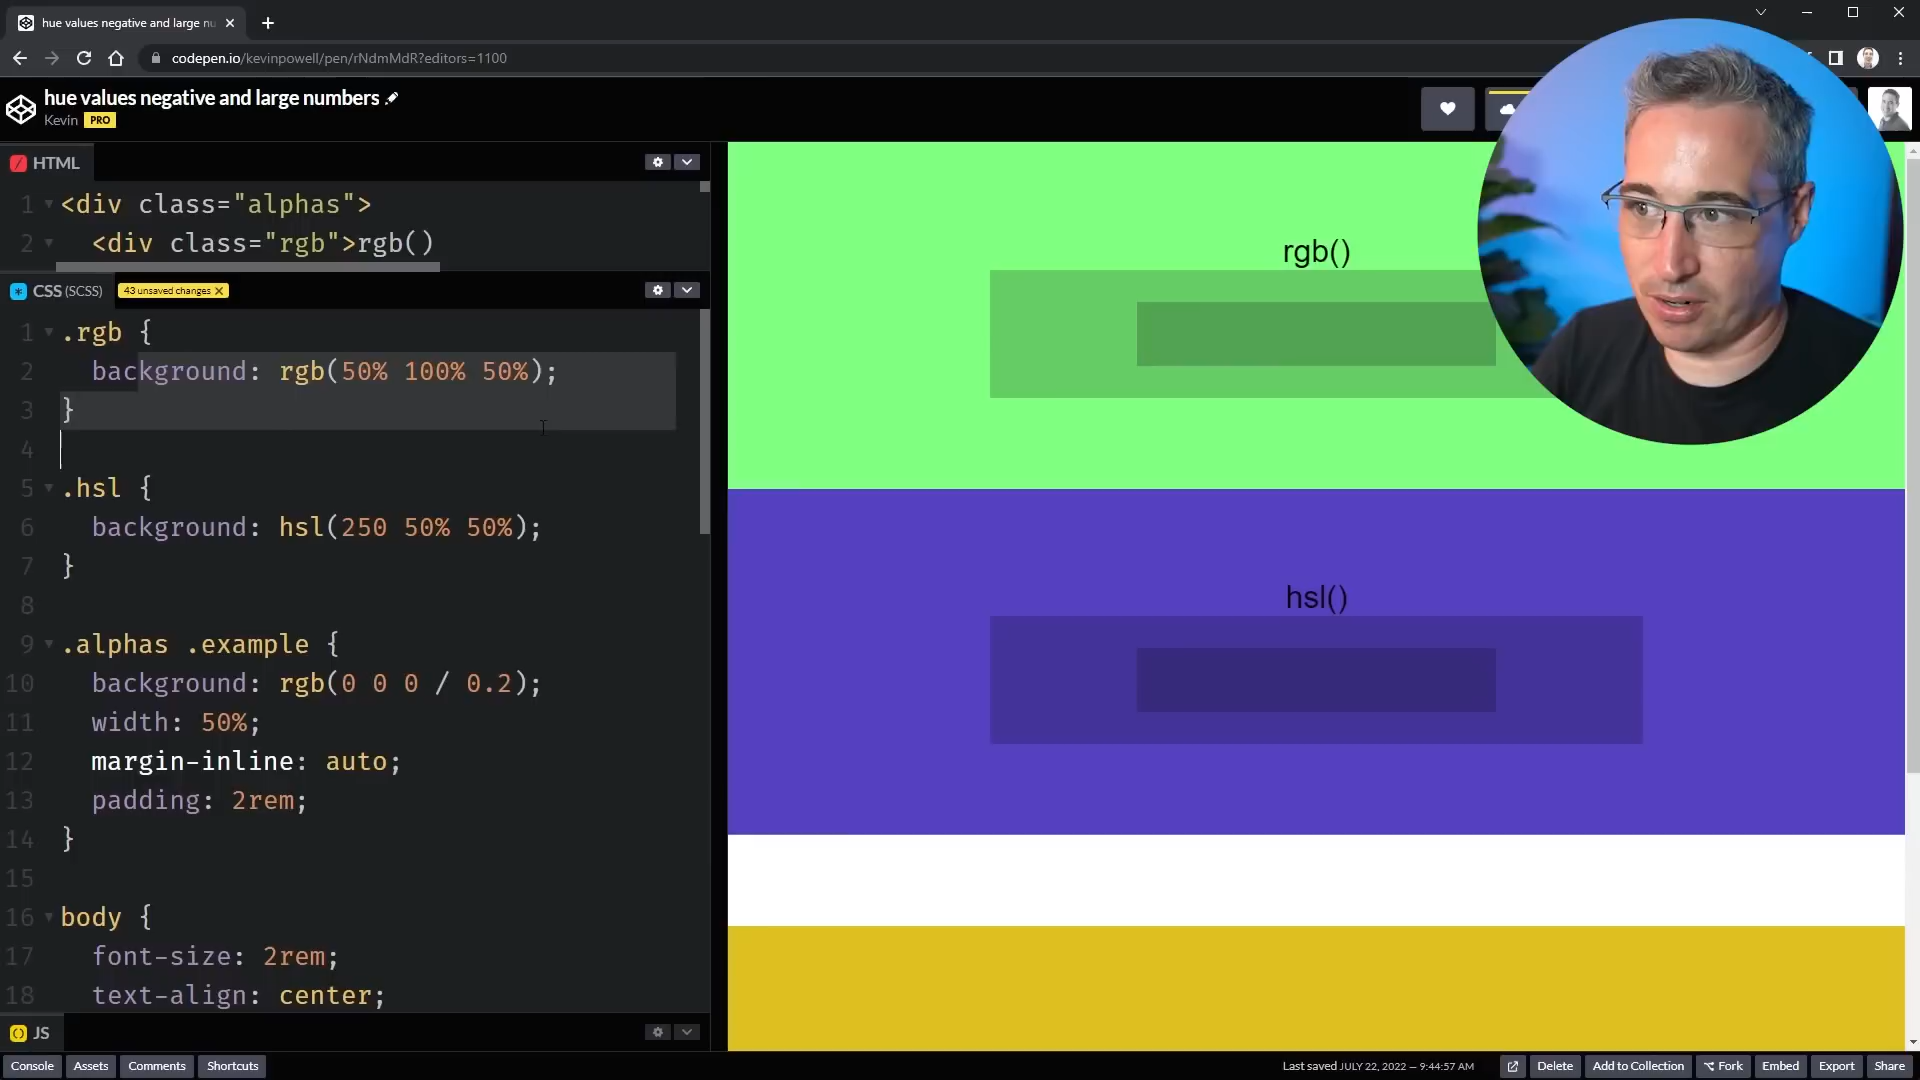 hue values negative and large nu
codepen.io/kevinpowell/pen/rNdmMdR?editors=1100
hue values negative and large numbers
Kevin PRO
HTML
1 <div class="alphas">
2 <div class="rgb">rgb()
CSS (SCSS) 43 unsaved changes
1 .rgb {
2 background: rgb(50% 100% 50%);
3 }
4
5 .hsl {
6 background: hsl(250 50% 50%);
7 }
8
9 .alphas .example {
10 background: rgb(0 0 0 / 0.2);
11 width: 50%;
12 margin-inline: auto;
13 padding: 2rem;
14 }
15
16 body {
17 font-size: 2rem;
18 text-align: center;
JS
rgb()
hsl()
Console Assets Comments Shortcuts Last saved JULY 22, 2022 — 9:44:57 AM Delete Add to Collection Fork Embed Export Share